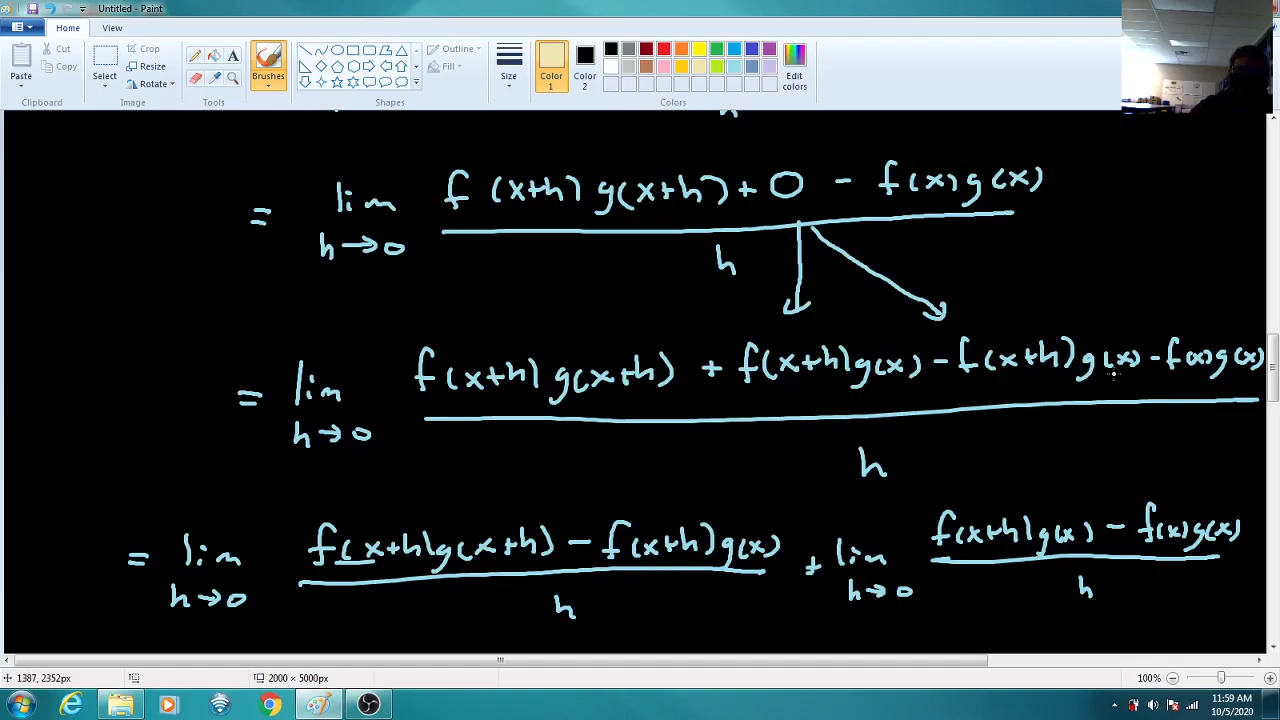 Untitled - Paint
Home View
Paste Cut Copy Clipboard
Select Crop Resize Rotate Image
Tools
Brushes
Outline Fill Shapes
Size
Color 1 Color 2 Edit colors Colors
h
= lim h→0 f(x+h)g(x+h)+0 - f(x)g(x)
h
= lim h→0 f(x+h)g(x+h) + f(x+h)g(x) - f(x+h)g(x) - f(x)g(x)
h
= lim h→0 f(x+h)g(x+h) - f(x+h)g(x) + lim h→0 f(x+h)g(x) - f(x)g(x)
h h
1387, 2352px 2000 × 5000px 100%
11:59 AM
10/5/2020